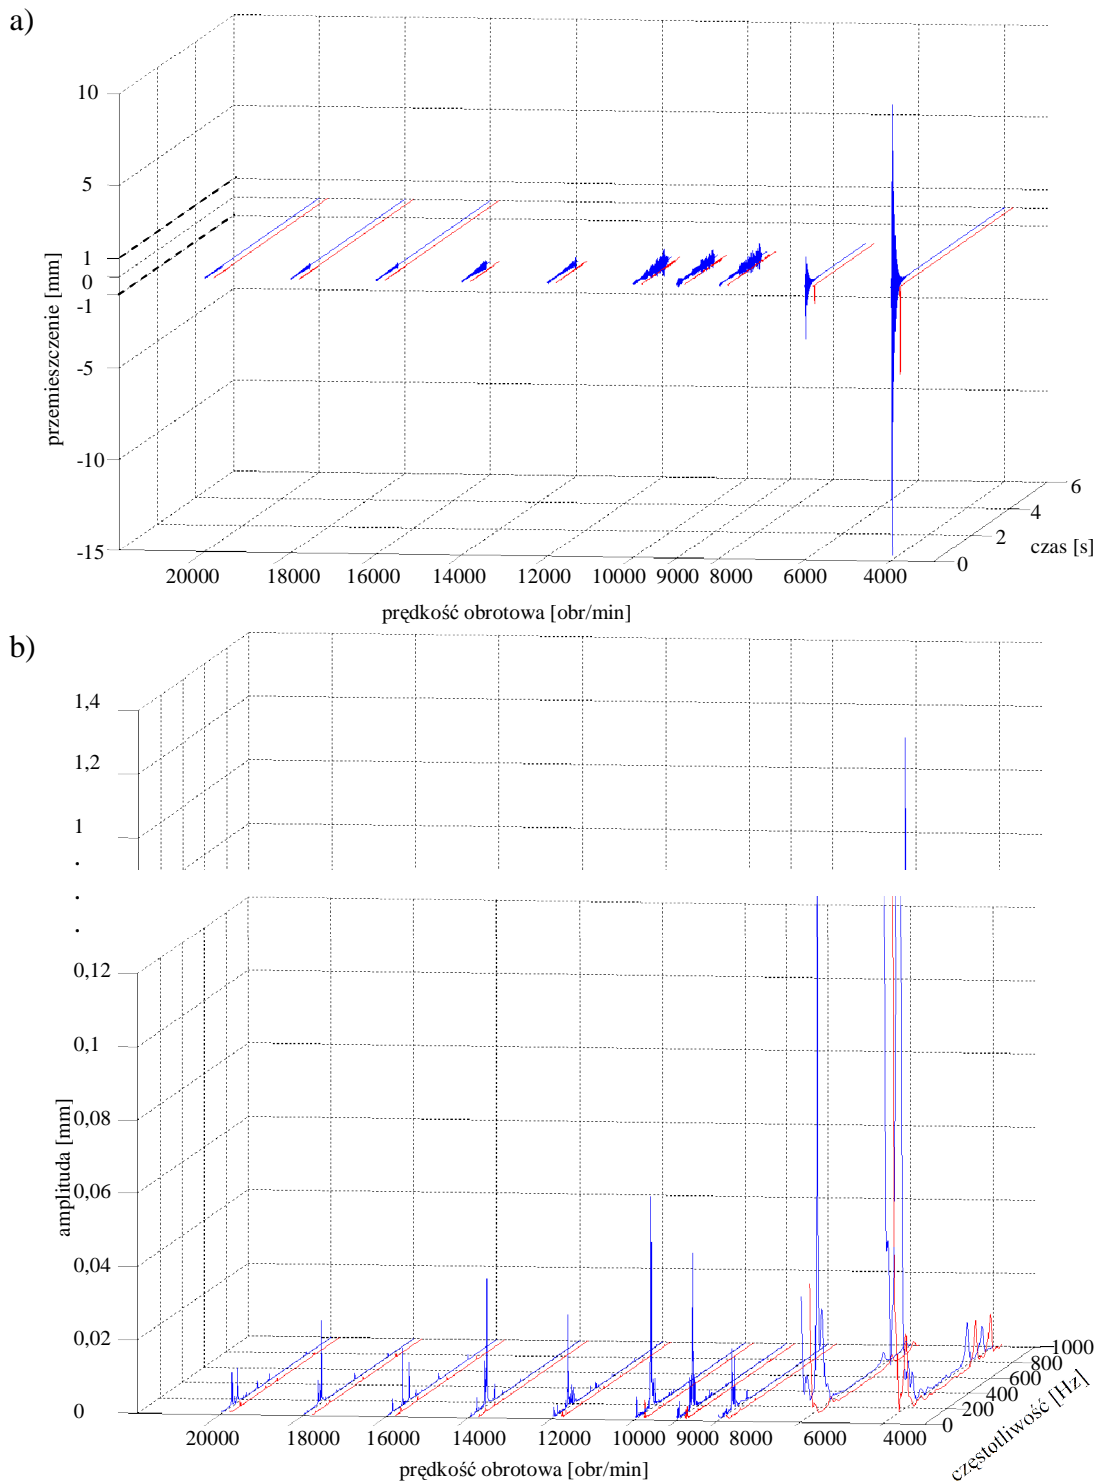 a)
10
5
1
0
-1
-5
-10
-15
przemieszczenie [mm]
20000 18000 16000 14000 12000 10000 9000 8000 6000 4000
0 2 4 6
czas [s]
prędkość obrotowa [obr/min]
b)
1,4
1,2
1
.
.
.
0,12
0,1
0,08
0,06
0,04
0,02
0
amplituda [mm]
20000 18000 16000 14000 12000 10000 9000 8000 6000 4000
0 200 400 600 800 1000
częstotliwość [Hz]
prędkość obrotowa [obr/min]